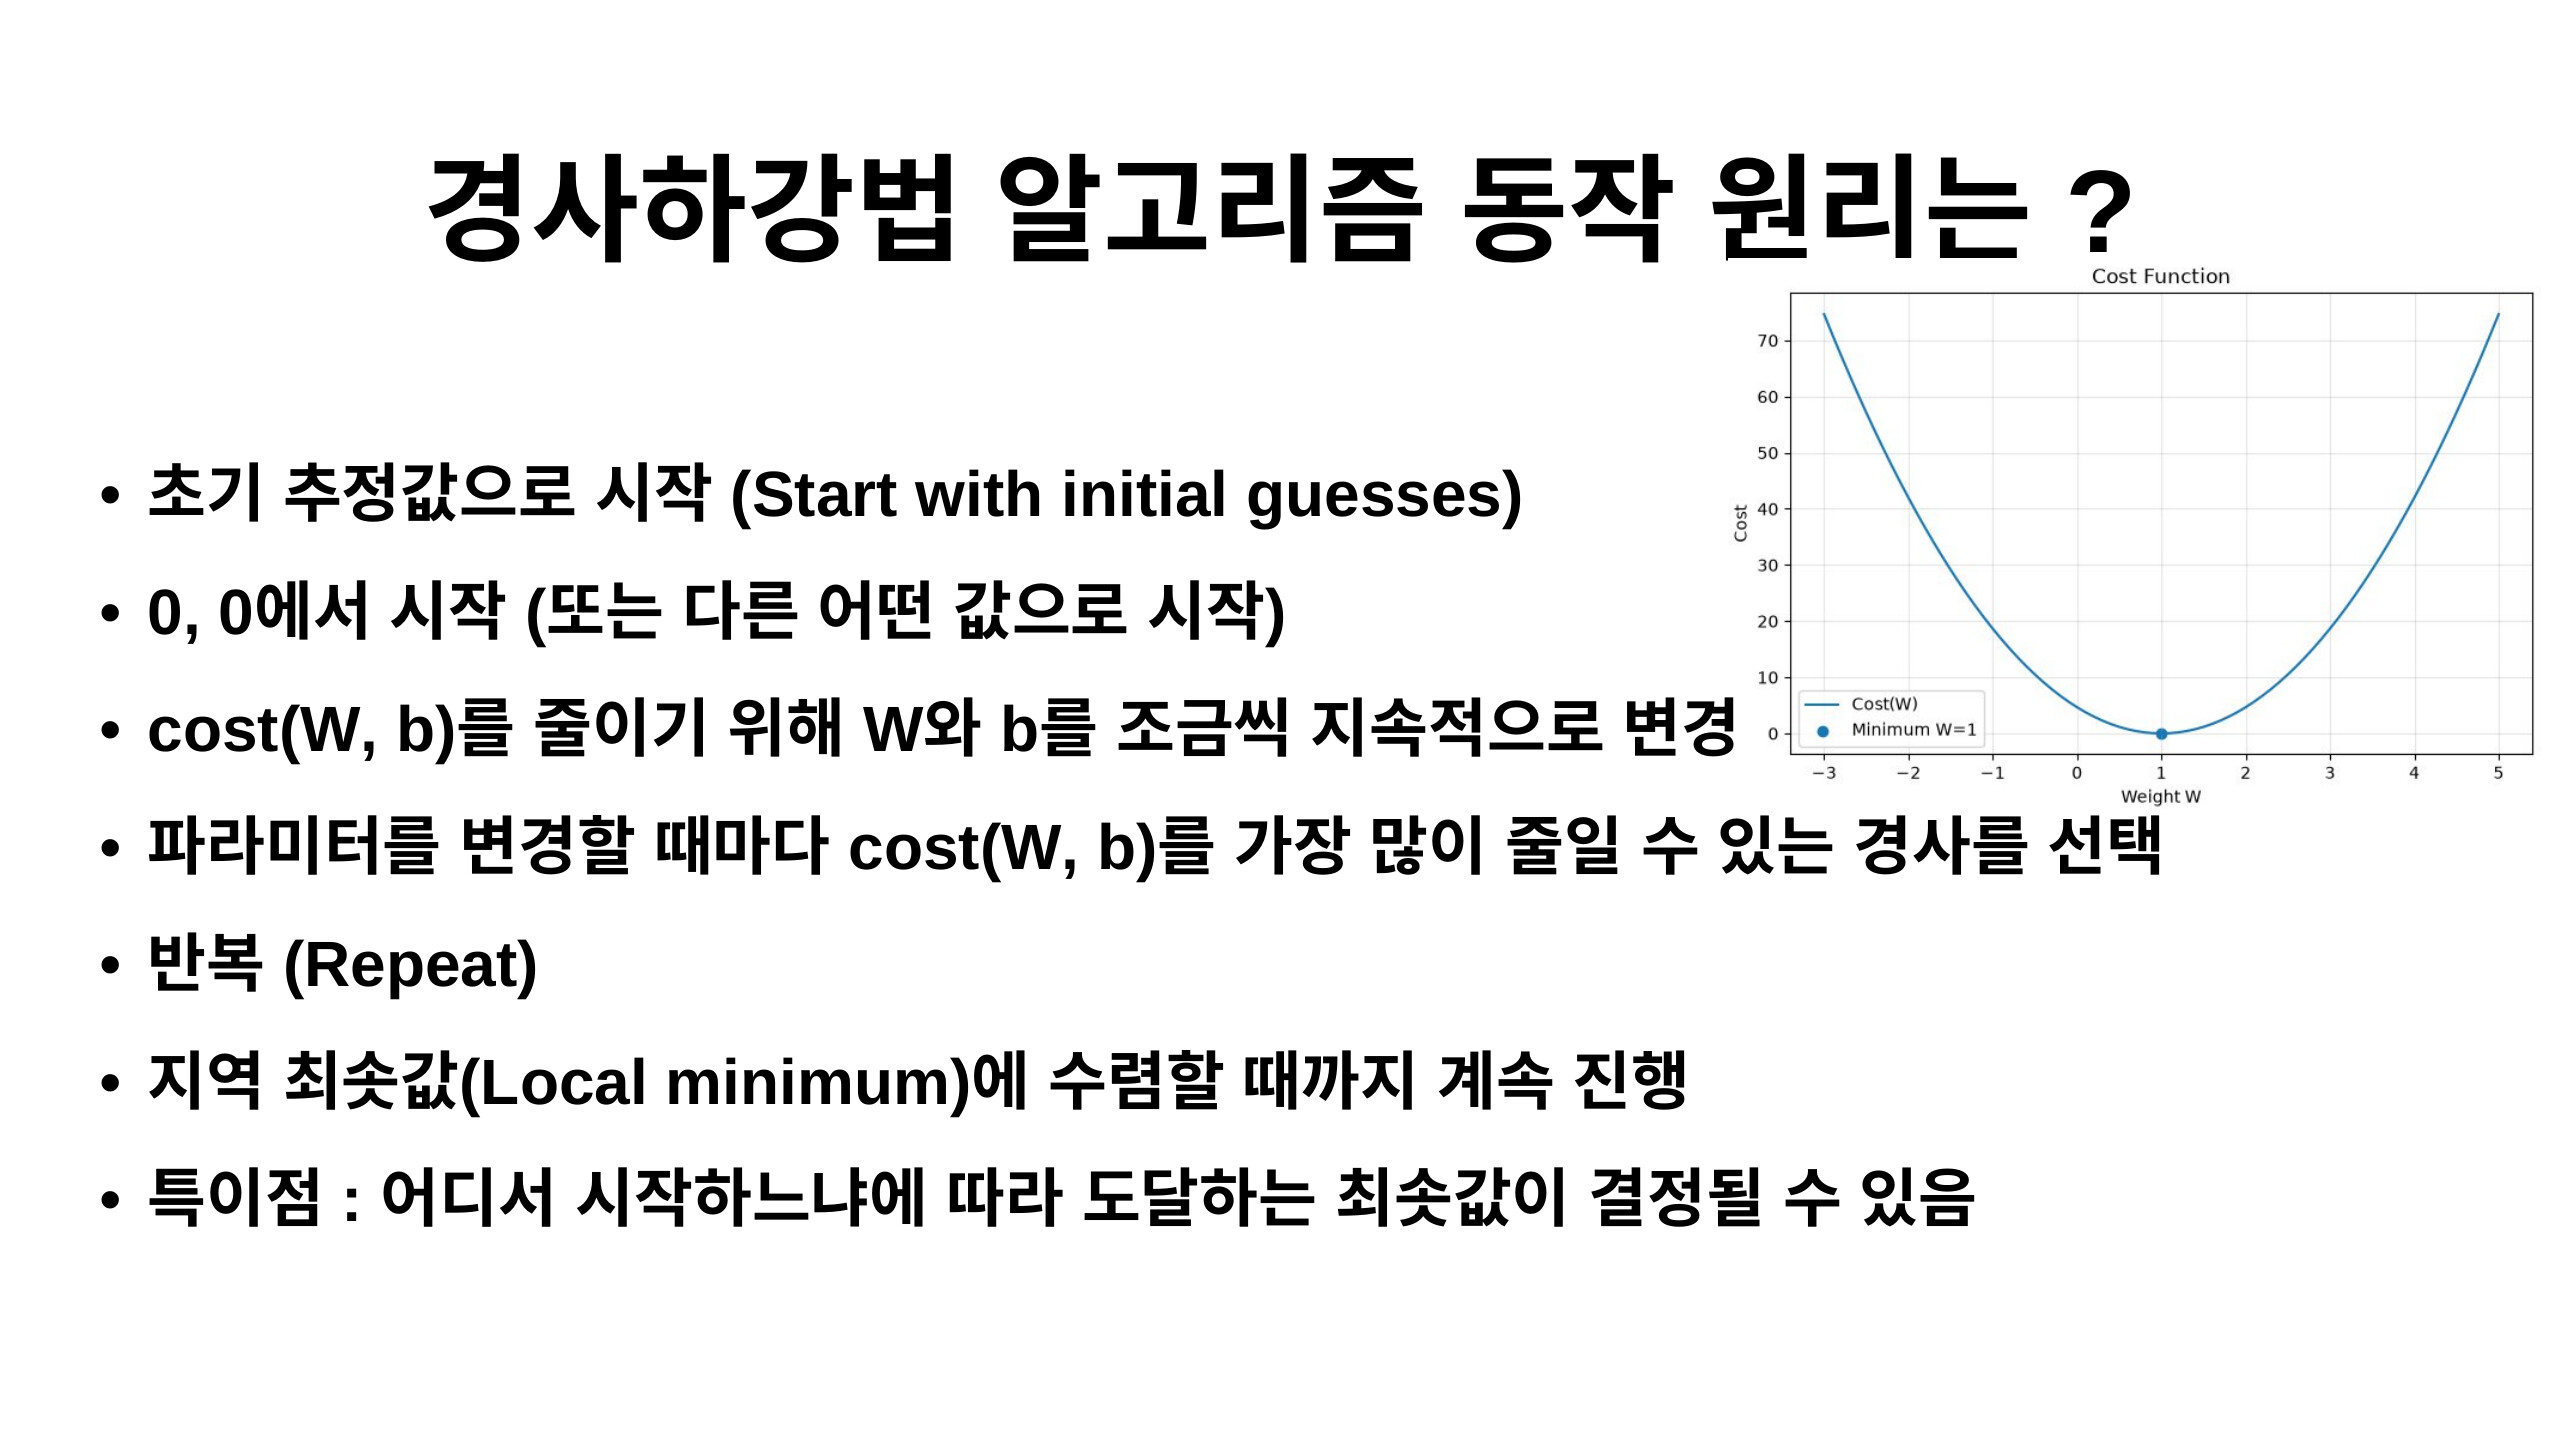 경사하강법 알고리즘 동작 원리는 ?
• 초기 추정값으로 시작 (Start with initial guesses)
• 0, 0에서 시작 (또는 다른 어떤 값으로 시작)
• cost(W, b)를 줄이기 위해 W와 b를 조금씩 지속적으로 변경
• 파라미터를 변경할 때마다 cost(W, b)를 가장 많이 줄일 수 있는 경사를 선택
• 반복 (Repeat)
• 지역 최솟값(Local minimum)에 수렴할 때까지 계속 진행
• 특이점 : 어디서 시작하느냐에 따라 도달하는 최솟값이 결정될 수 있음
Cost Function
Cost
70
60
50
40
30
20
10
0
Cost(W)
Minimum W=1
−3 −2 −1 0 1 2 3 4 5
Weight W